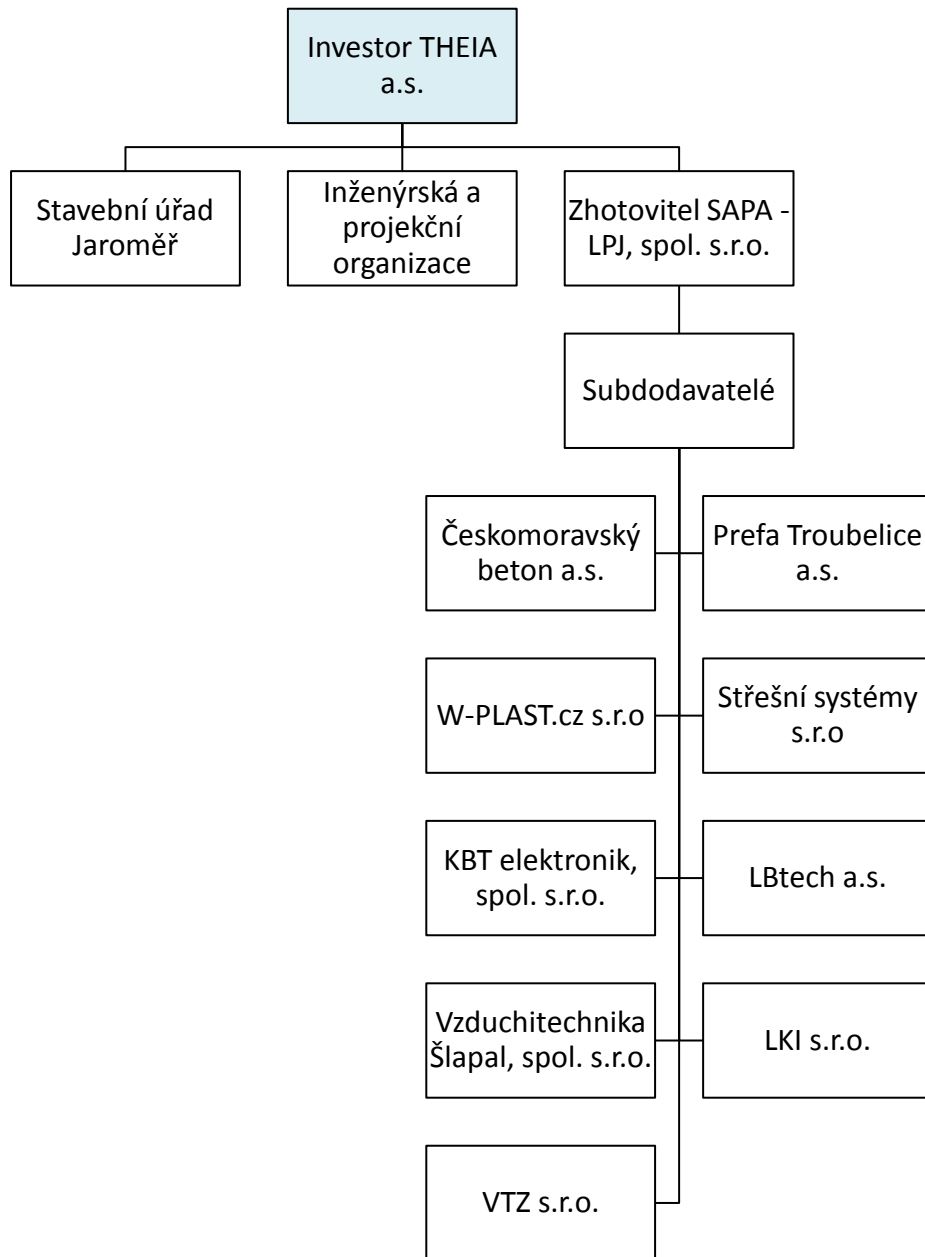 Investor THEIA
a.s.
Stavební úřad
Jaroměř
Inženýrská a
projekční
organizace
Zhotovitel SAPA -
LPJ, spol. s.r.o.
Subdodavatelé
Českomoravský
beton a.s.
Prefa Troubelice
a.s.
W-PLAST.cz s.r.o
Střešní systémy
s.r.o
KBT elektronik,
spol. s.r.o.
LBtech a.s.
Vzduchitechnika
Šlapal, spol. s.r.o.
LKI s.r.o.
VTZ s.r.o.